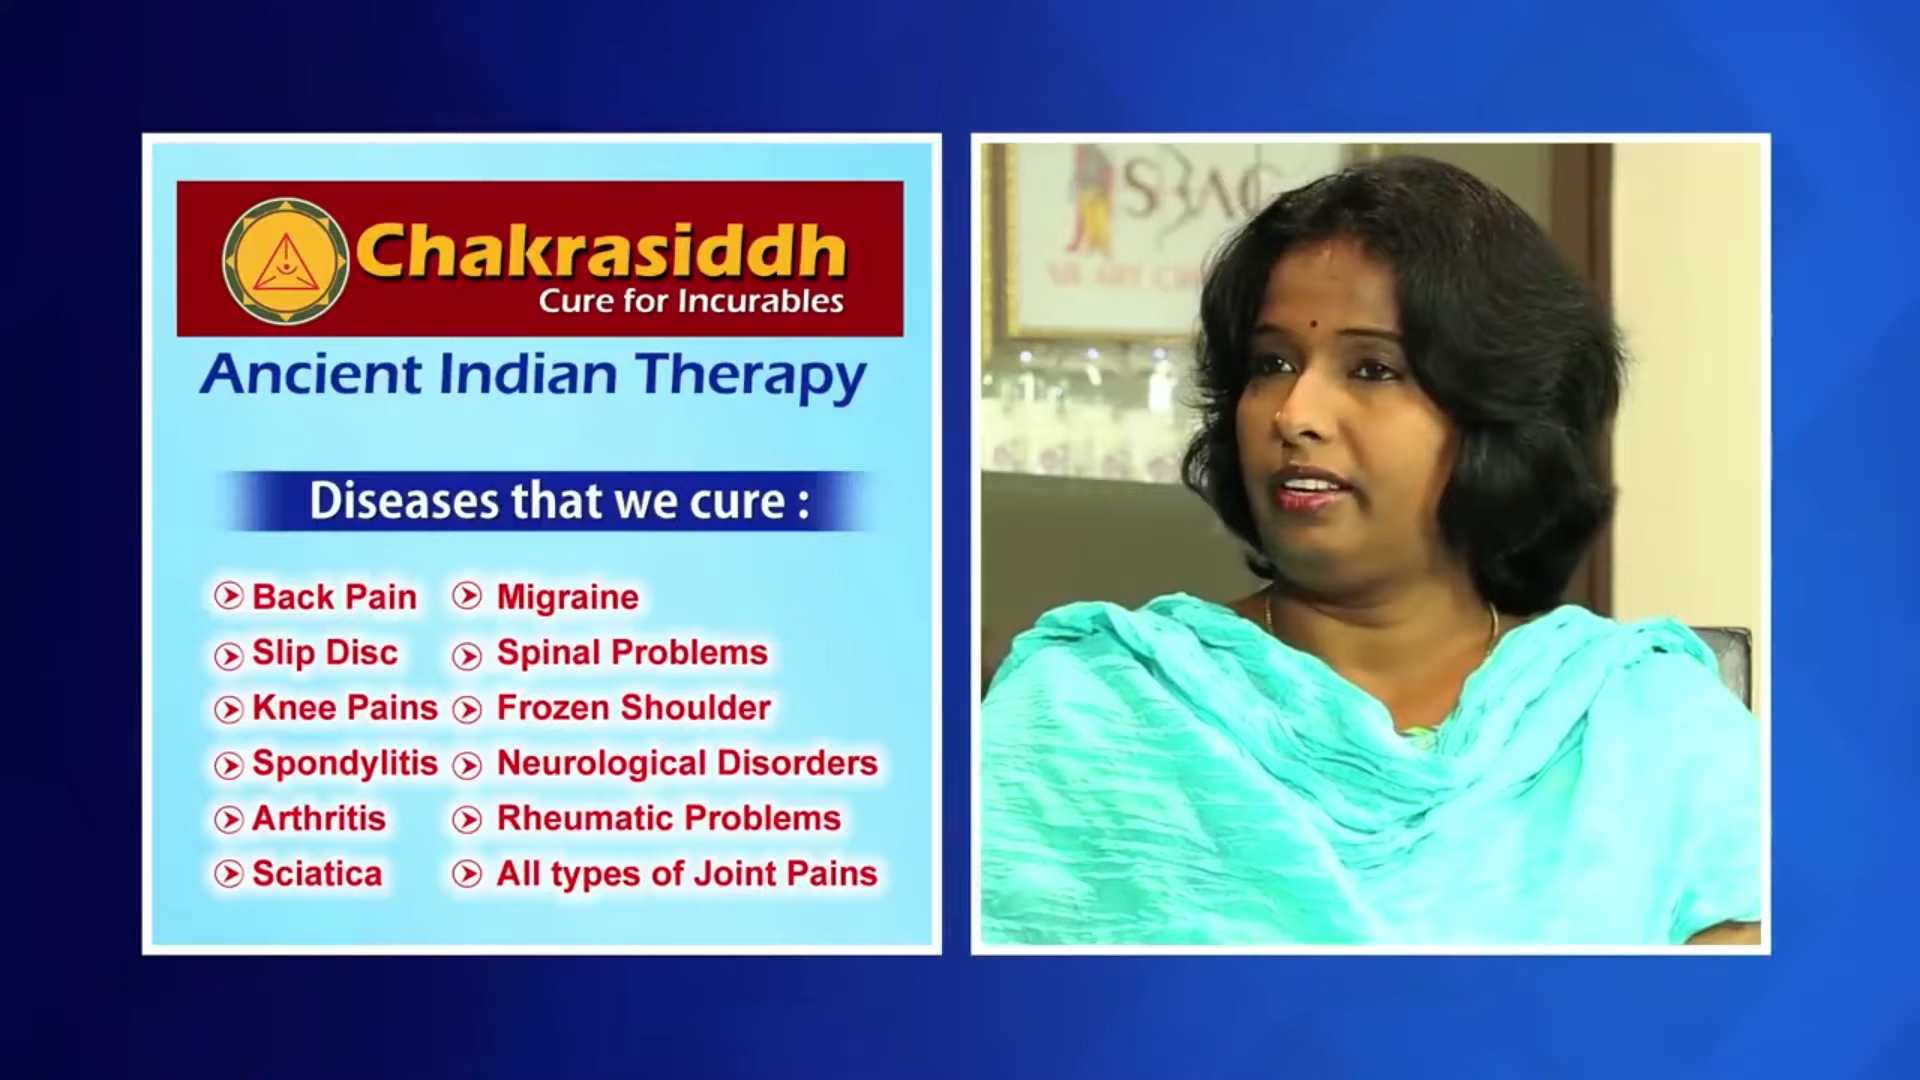 Chakrasiddh
Cure for Incurables
Ancient Indian Therapy
Diseases that we cure :
Back Pain
Slip Disc
Knee Pains
Spondylitis
Arthritis
Sciatica
Migraine
Spinal Problems
Frozen Shoulder
Neurological Disorders
Rheumatic Problems
All types of Joint Pains